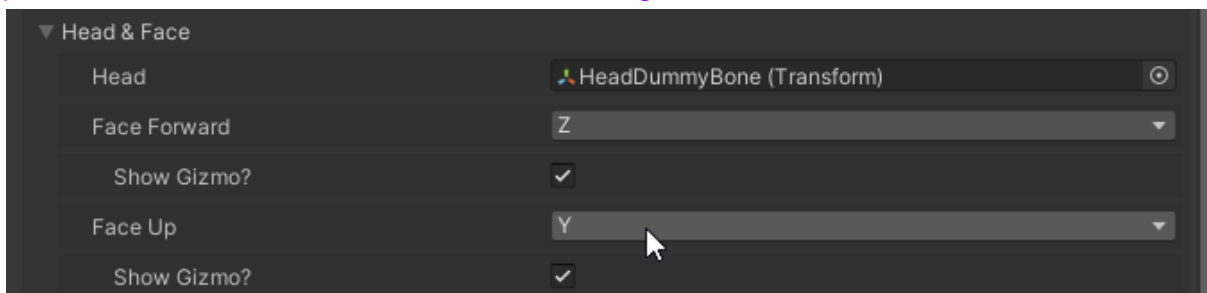 Head & Face
Head HeadDummyBone (Transform)
Face Forward Z
Show Gizmo?
Face Up Y
Show Gizmo?